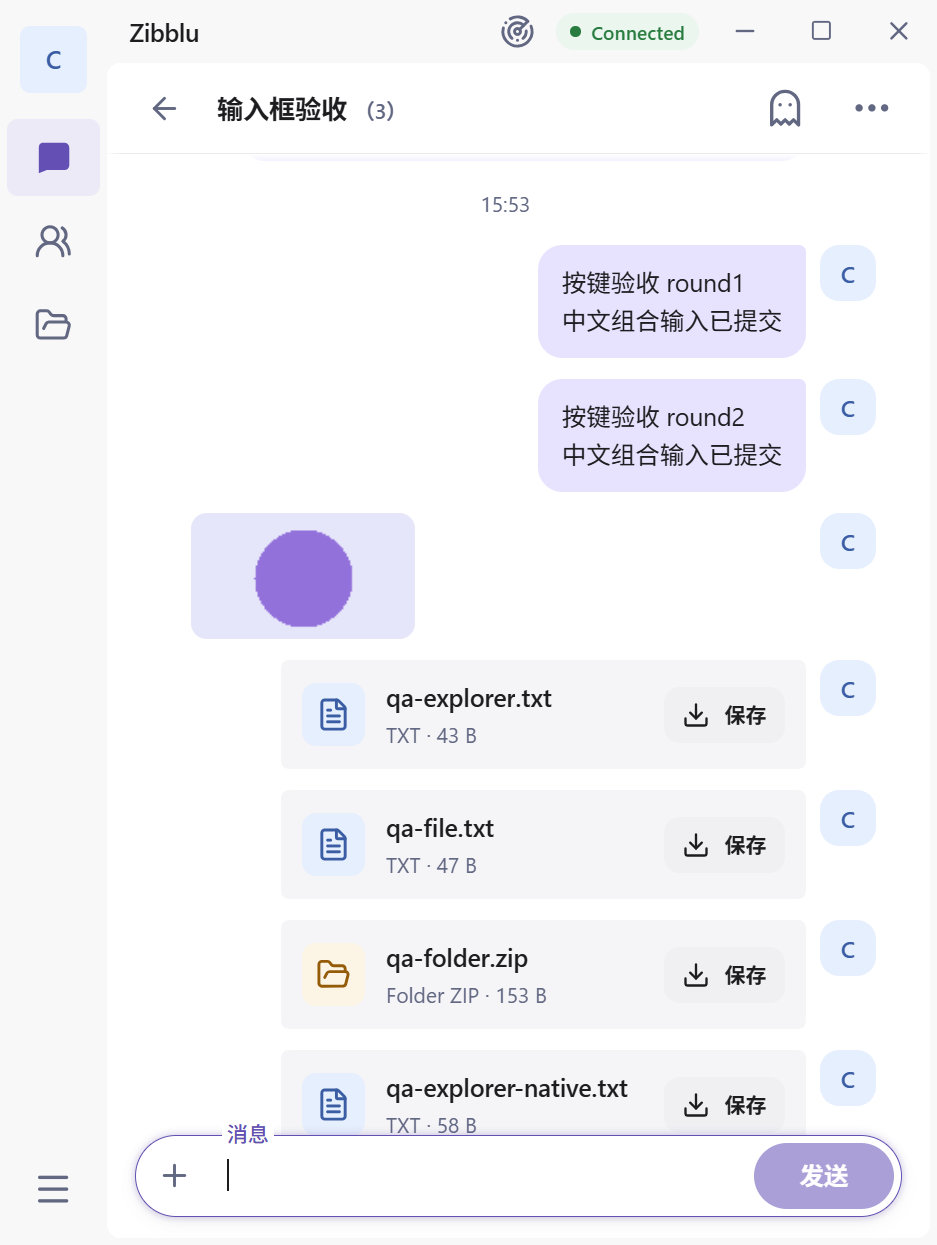 Zibblu
Connected
C
输入框验收 (3)
15:53
按键验收 round1
中文组合输入已提交
C
按键验收 round2
中文组合输入已提交
C
C
qa-explorer.txt
TXT · 43 B
保存
C
qa-file.txt
TXT · 47 B
保存
C
qa-folder.zip
Folder ZIP · 153 B
保存
C
qa-explorer-native.txt
TXT · 58 B
保存
C
消息
发送